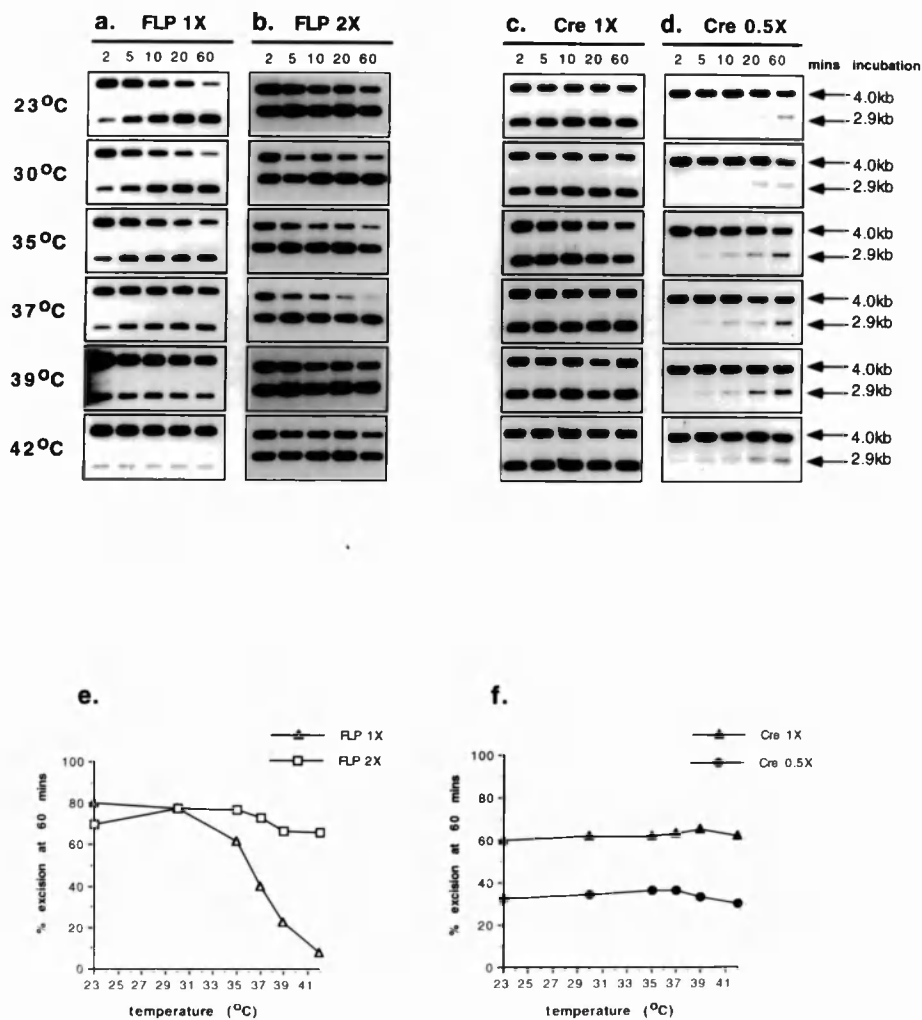 a. FLP 1X b. FLP 2X c. Cre 1X d. Cre 0.5X
2 5 10 20 60 2 5 10 20 60 2 5 10 20 60 2 5 10 20 60 mins incubation
23°C 4.0kb
2.9kb
30°C 4.0kb
2.9kb
35°C 4.0kb
2.9kb
37°C 4.0kb
2.9kb
39°C 4.0kb
2.9kb
42°C 4.0kb
2.9kb
e.
FLP 1X
FLP 2X
% excision at 60 mins
100
80
60
40
20
0
23 25 27 29 31 33 35 37 39 41
temperature (°C)
f.
Cre 1X
Cre 0.5X
% excision at 60 mins
100
80
60
40
20
0
23 25 27 29 31 33 35 37 39 41
temperature (°C)